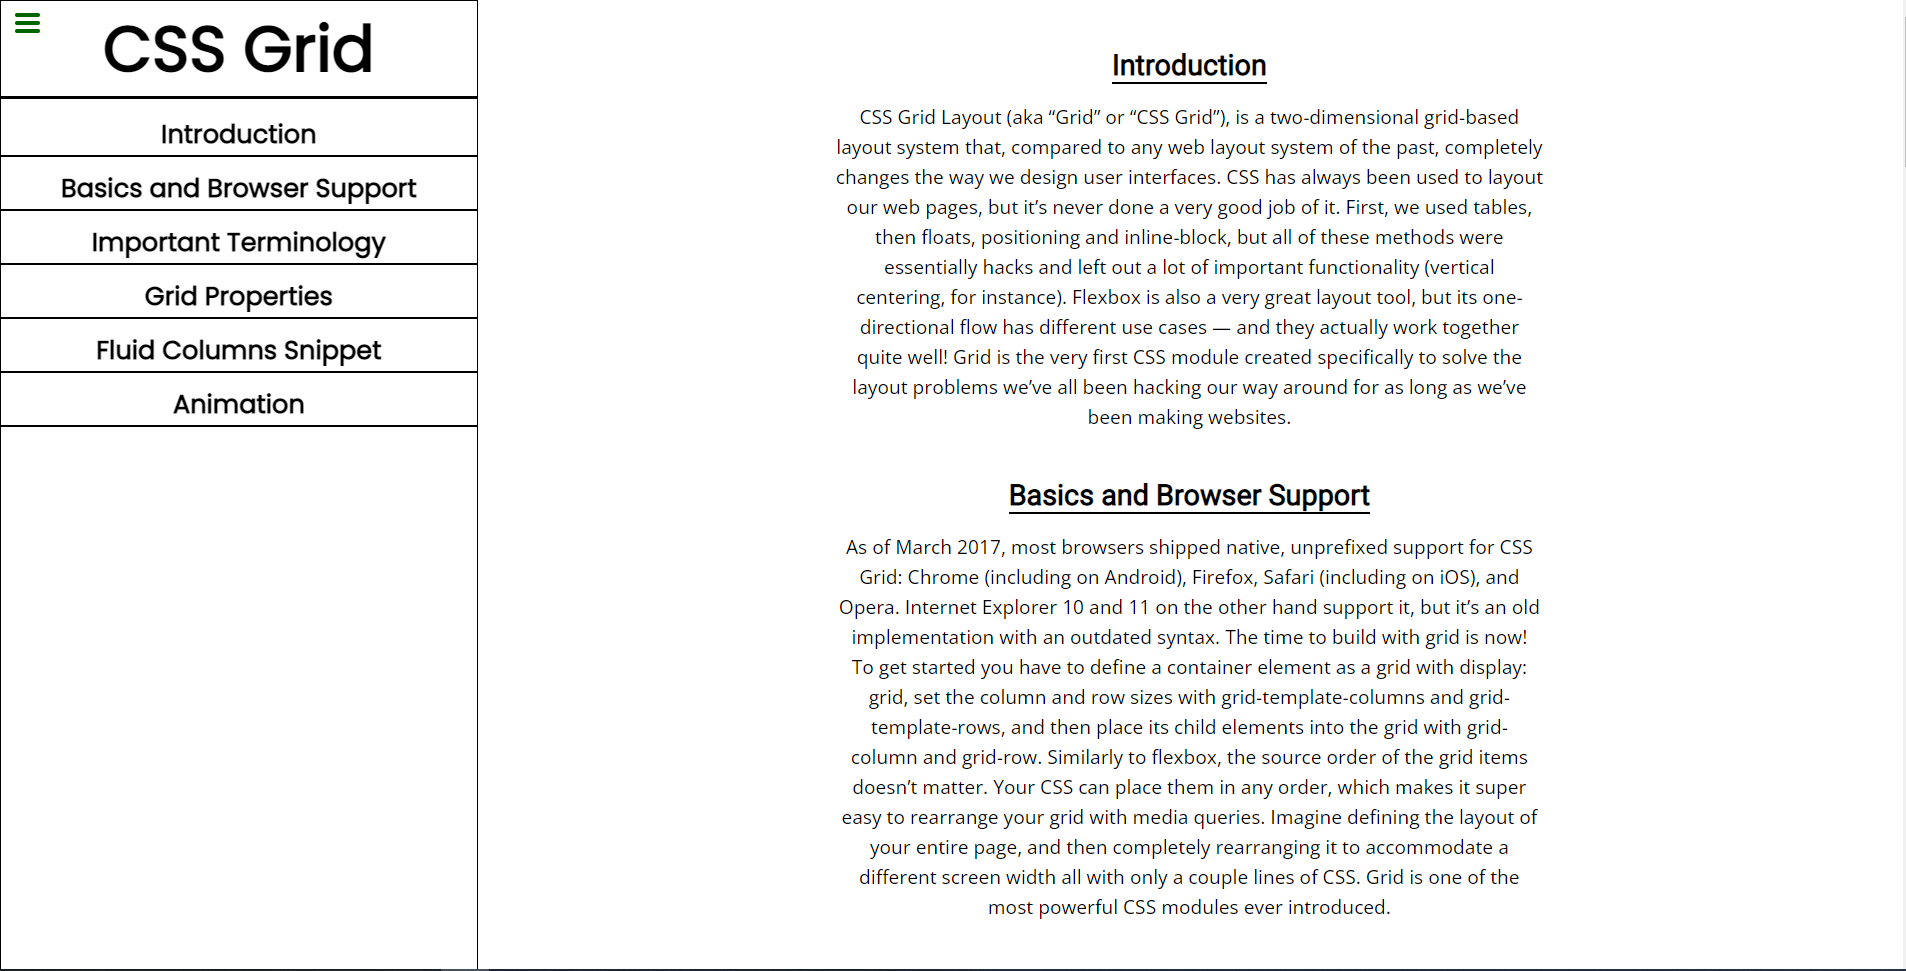 CSS Grid
Introduction
Basics and Browser Support
Important Terminology
Grid Properties
Fluid Columns Snippet
Animation
Introduction
CSS Grid Layout (aka “Grid” or “CSS Grid”), is a two-dimensional grid-based
layout system that, compared to any web layout system of the past, completely
changes the way we design user interfaces. CSS has always been used to layout
our web pages, but it’s never done a very good job of it. First, we used tables,
then floats, positioning and inline-block, but all of these methods were
essentially hacks and left out a lot of important functionality (vertical
centering, for instance). Flexbox is also a very great layout tool, but its one-
directional flow has different use cases — and they actually work together
quite well! Grid is the very first CSS module created specifically to solve the
layout problems we’ve all been hacking our way around for as long as we’ve
been making websites.
Basics and Browser Support
As of March 2017, most browsers shipped native, unprefixed support for CSS
Grid: Chrome (including on Android), Firefox, Safari (including on iOS), and
Opera. Internet Explorer 10 and 11 on the other hand support it, but it’s an old
implementation with an outdated syntax. The time to build with grid is now!
To get started you have to define a container element as a grid with display:
grid, set the column and row sizes with grid-template-columns and grid-
template-rows, and then place its child elements into the grid with grid-
column and grid-row. Similarly to flexbox, the source order of the grid items
doesn’t matter. Your CSS can place them in any order, which makes it super
easy to rearrange your grid with media queries. Imagine defining the layout of
your entire page, and then completely rearranging it to accommodate a
different screen width all with only a couple lines of CSS. Grid is one of the
most powerful CSS modules ever introduced.